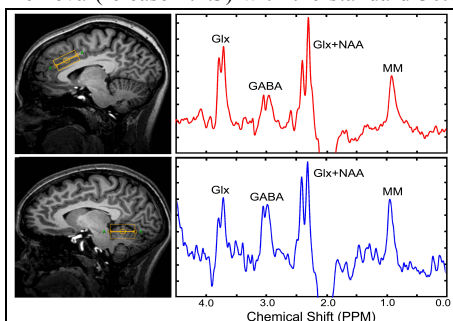 Glx
GABA
Glx+NAA
MM
Glx
GABA
Glx+NAA
MM
4.0 3.0 2.0 1.0 0.0
Chemical Shift (PPM)